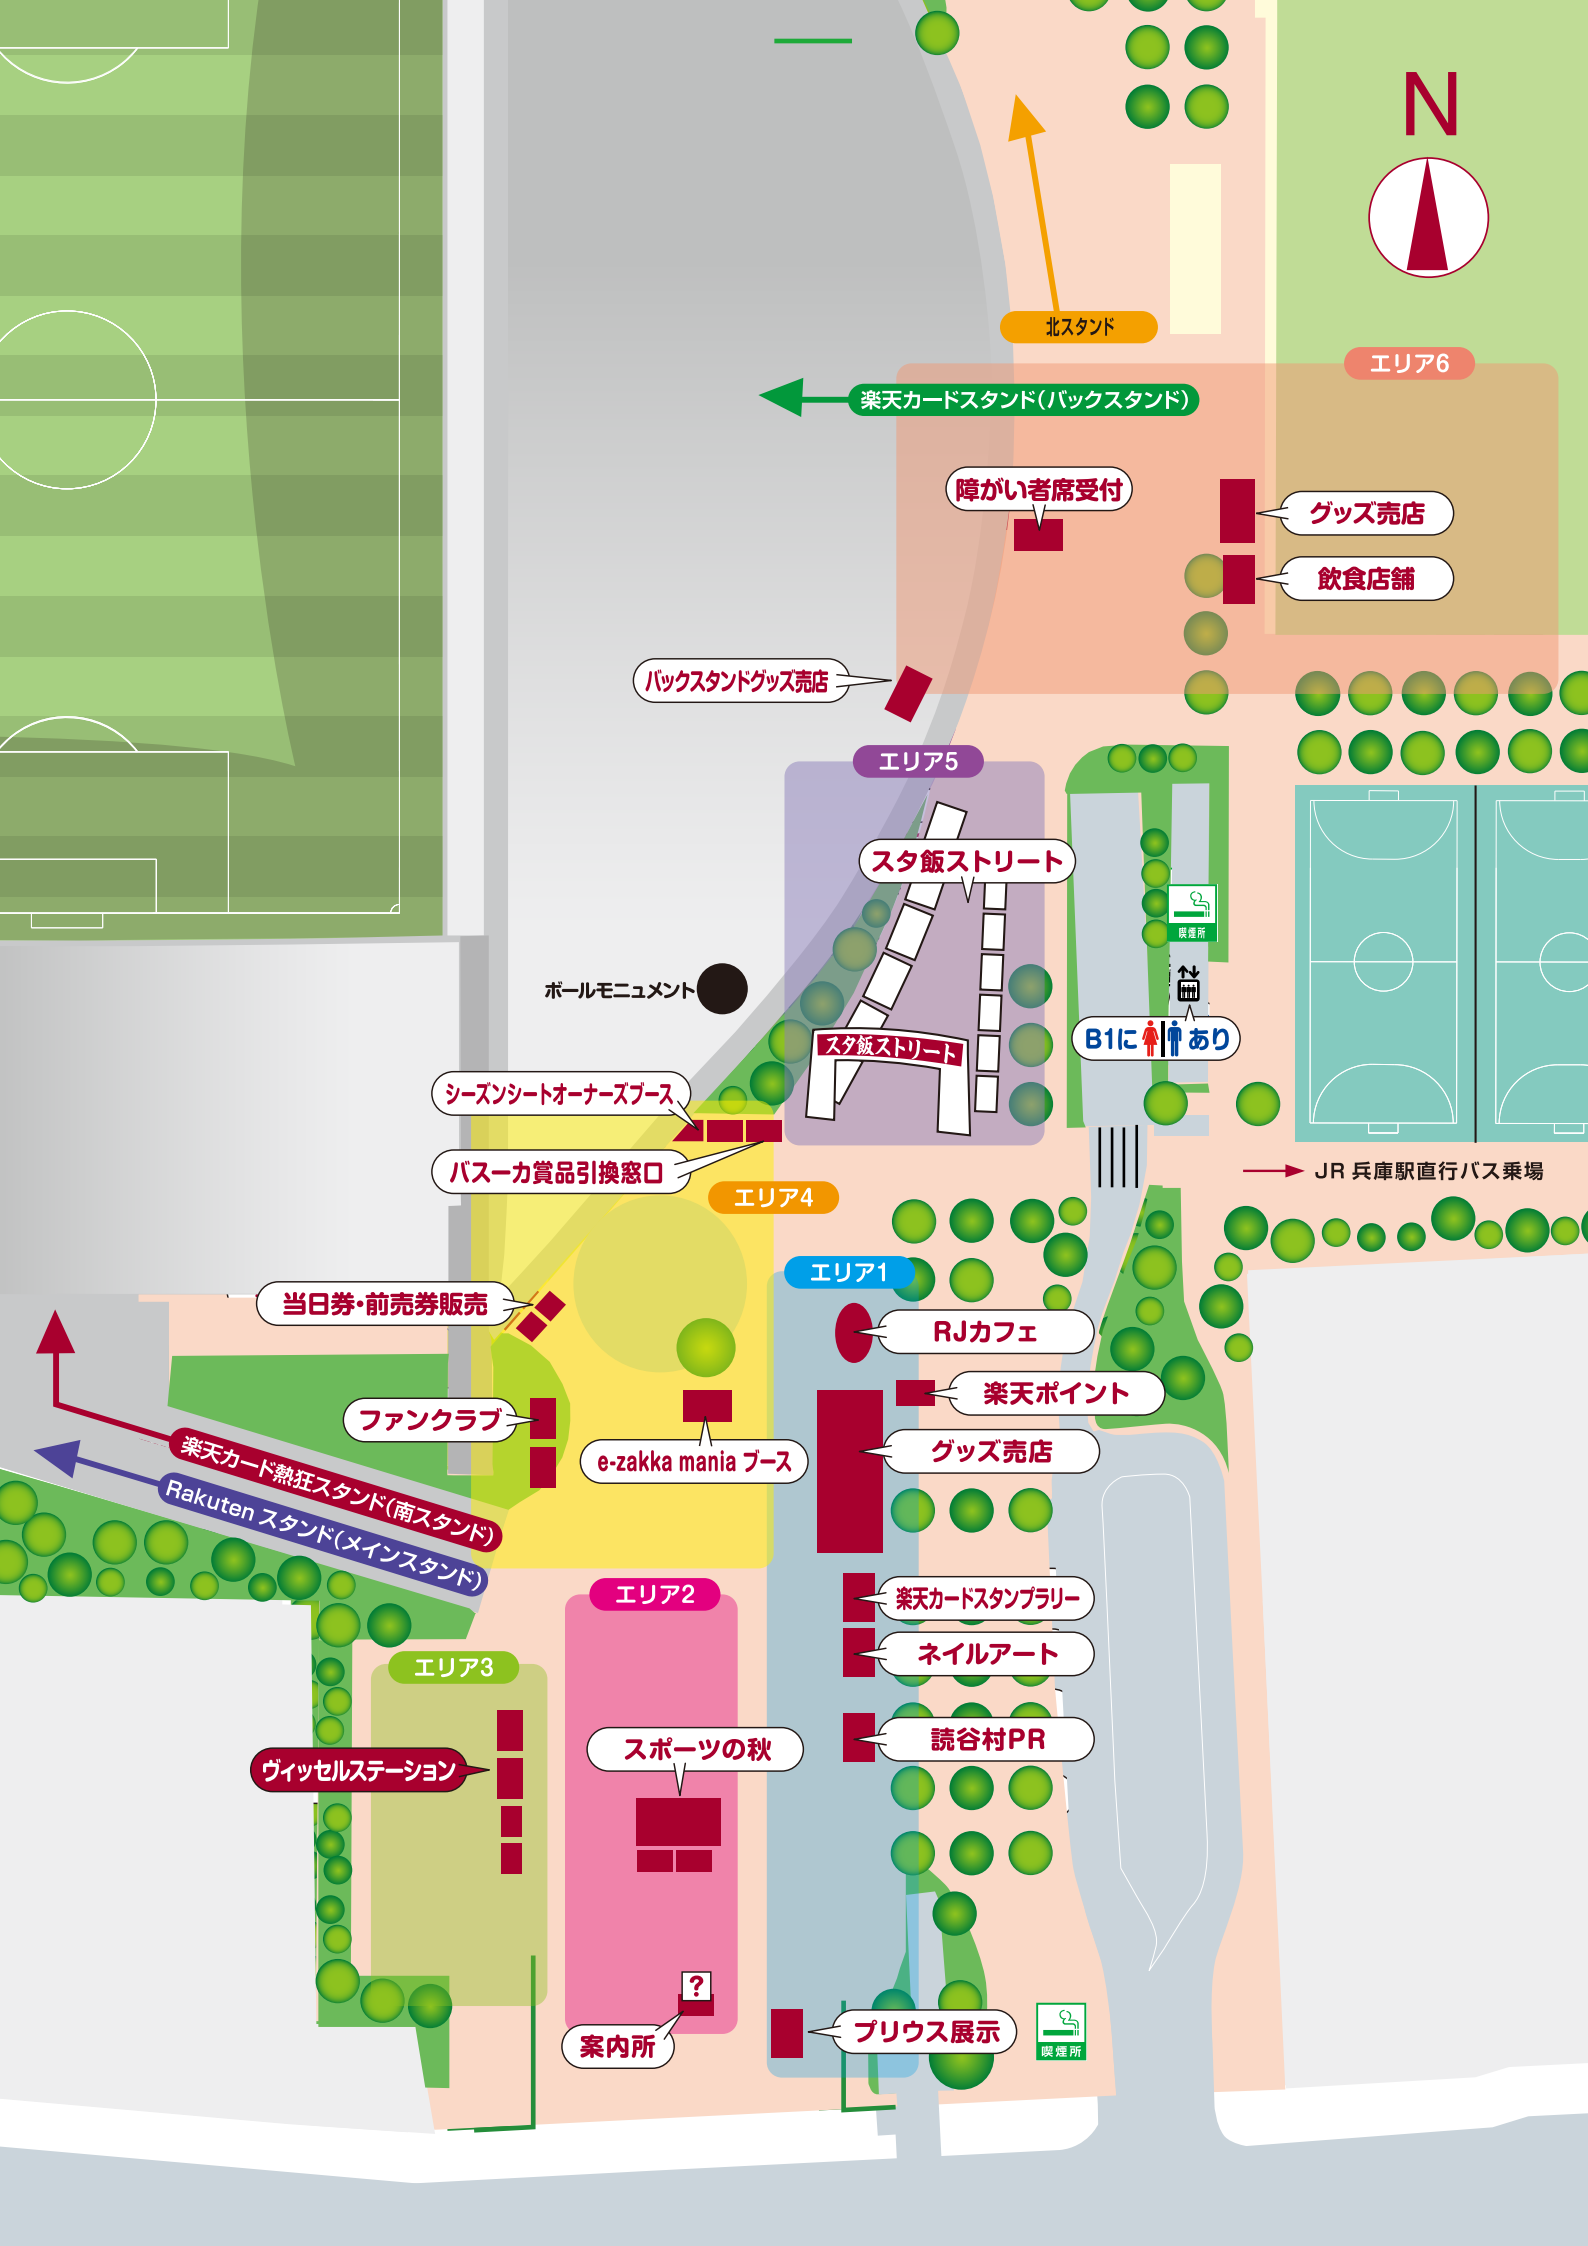 N
北スタンド
エリア6
楽天カードスタンド(バックスタンド)
障がい者席受付
グッズ売店
飲食店舗
バックスタンドグッズ売店
エリア5
スタ飯ストリート
喫煙所
ボールモニュメント
B1に あり
スタ飯ストリート
シーズンシートオーナーズブース
バスーカ賞品引換窓口
JR 兵庫駅直行バス乗場
エリア4
エリア1
当日券・前売券販売
RJカフェ
楽天ポイント
ファンクラブ
e-zakka mania ブース
グッズ売店
楽天カード熱狂スタンド(南スタンド)
Rakuten スタンド(メインスタンド)
エリア2
楽天カードスタンプラリー
ネイルアート
エリア3
読谷村PR
スポーツの秋
ヴィッセルステーション
?
案内所
プリウス展示
喫煙所